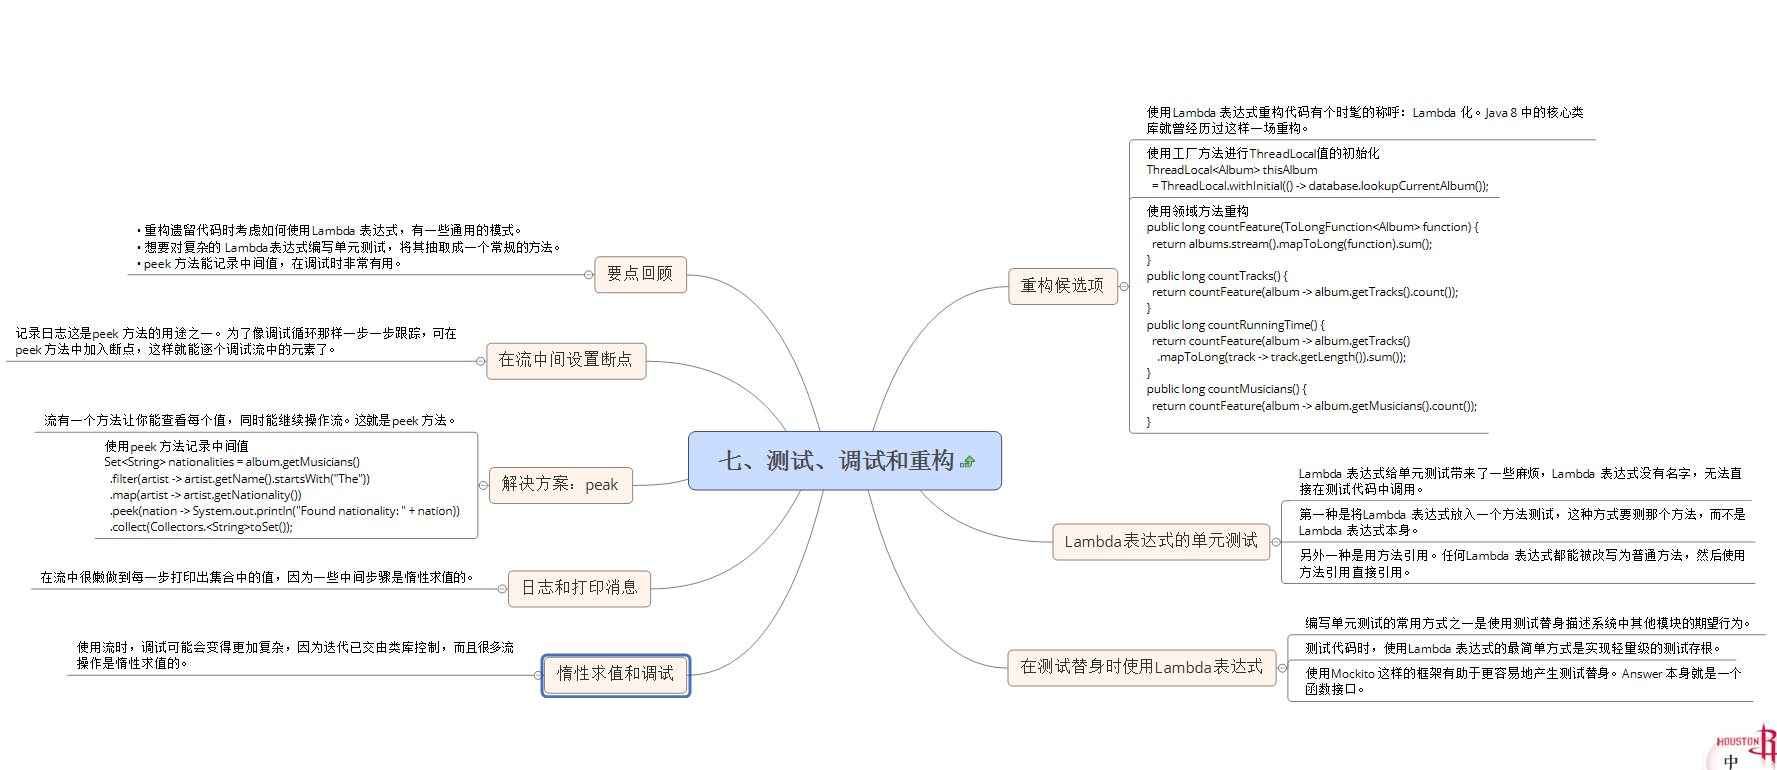 七、测试、调试和重构
重构候选项
使用Lambda 表达式重构代码有个时髦的称呼：Lambda 化。Java 8 中的核心类
库就曾经历过这样一场重构。
使用工厂方法进行ThreadLocal值的初始化
ThreadLocal<Album> thisAlbum
= ThreadLocal.withInitial(() -> database.lookupCurrentAlbum());
使用领域方法重构
public long countFeature(ToLongFunction<Album> function) {
return albums.stream().mapToLong(function).sum();
}
public long countTracks() {
return countFeature(album -> album.getTracks().count());
}
public long countRunningTime() {
return countFeature(album -> album.getTracks()
.mapToLong(track -> track.getLength()).sum());
}
public long countMusicians() {
return countFeature(album -> album.getMusicians().count());
}
Lambda表达式的单元测试
Lambda 表达式给单元测试带来了一些麻烦，Lambda 表达式没有名字，无法直
接在测试代码中调用。
第一种是将Lambda 表达式放入一个方法测试，这种方式要测那个方法，而不是
Lambda 表达式本身。
另外一种是用方法引用。任何Lambda 表达式都能被改写为普通方法，然后使用
方法引用直接引用。
在测试替身时使用Lambda表达式
编写单元测试的常用方式之一是使用测试替身描述系统中其他模块的期望行为。
测试代码时，使用Lambda 表达式的最简单方式是实现轻量级的测试存根。
使用Mockito 这样的框架有助于更容易地产生测试替身。Answer 本身就是一个
函数接口。
惰性求值和调试
使用流时，调试可能会变得更加复杂，因为迭代已交由类库控制，而且很多流
操作是惰性求值的。
日志和打印消息
在流中很嫩做到每一步打印出集合中的值，因为一些中间步骤是惰性求值的。
解决方案：peak
流有一个方法让你能查看每个值，同时能继续操作流。这就是peek 方法。
使用peek 方法记录中间值
Set<String> nationalities = album.getMusicians()
.filter(artist -> artist.getName().startsWith("The"))
.map(artist -> artist.getNationality())
.peek(nation -> System.out.println("Found nationality: " + nation))
.collect(Collectors.<String>toSet());
在流中间设置断点
记录日志这是peek 方法的用途之一。为了像调试循环那样一步一步跟踪，可在
peek 方法中加入断点，这样就能逐个调试流中的元素了。
要点回顾
• 重构遗留代码时考虑如何使用Lambda 表达式，有一些通用的模式。
• 想要对复杂的 Lambda表达式编写单元测试，将其抽取成一个常规的方法。
• peek 方法能记录中间值，在调试时非常有用。
HOUSTON
中